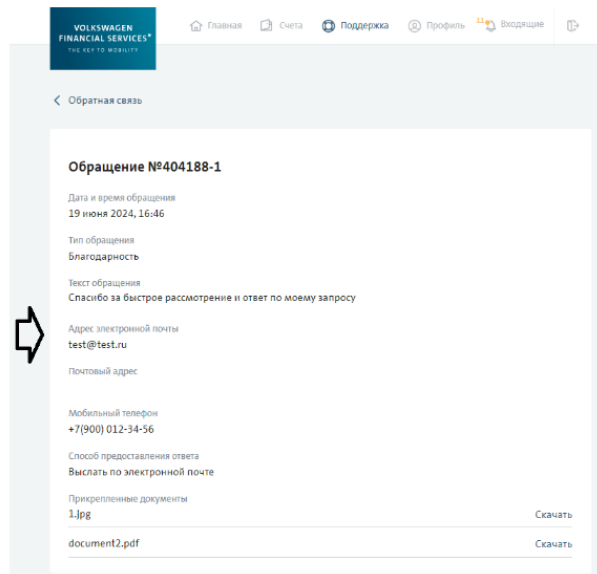 VOLKSWAGEN
FINANCIAL SERVICES*
THE KEY TO MOBILITY
Главная
Счета
Поддержка
Профиль
11
Входящие
Обратная связь
Обращение №404188-1
Дата и время обращения
19 июня 2024, 16:46
Тип обращения
Благодарность
Текст обращения
Спасибо за быстрое рассмотрение и ответ по моему запросу
Адрес электронной почты
test@test.ru
Почтовый адрес
Мобильный телефон
+7(900) 012-34-56
Способ предоставления ответа
Выслать по электронной почте
Прикрепленные документы
1.jpg Скачать
document2.pdf Скачать